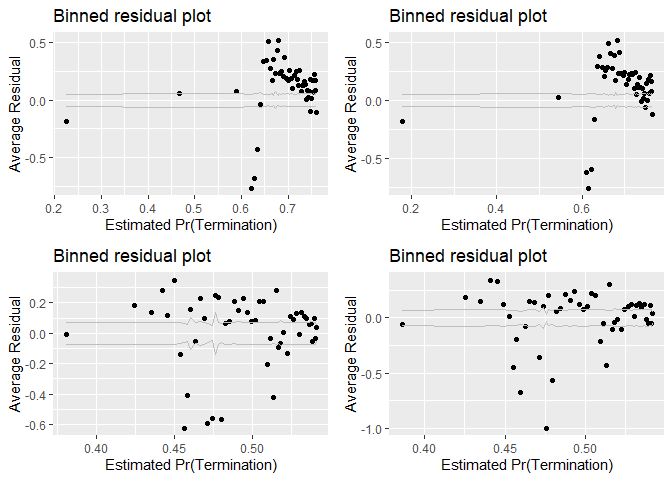 Binned residual plot
Average Residual
0.5
0.0
-0.5
0.2 0.3 0.4 0.5 0.6 0.7
Estimated Pr(Termination)
Binned residual plot
Average Residual
0.5
0.0
-0.5
0.2 0.4 0.6
Estimated Pr(Termination)
Binned residual plot
Average Residual
0.2
0.0
-0.2
-0.4
-0.6
0.40 0.45 0.50
Estimated Pr(Termination)
Binned residual plot
Average Residual
0.0
-0.5
-1.0
0.40 0.45 0.50
Estimated Pr(Termination)